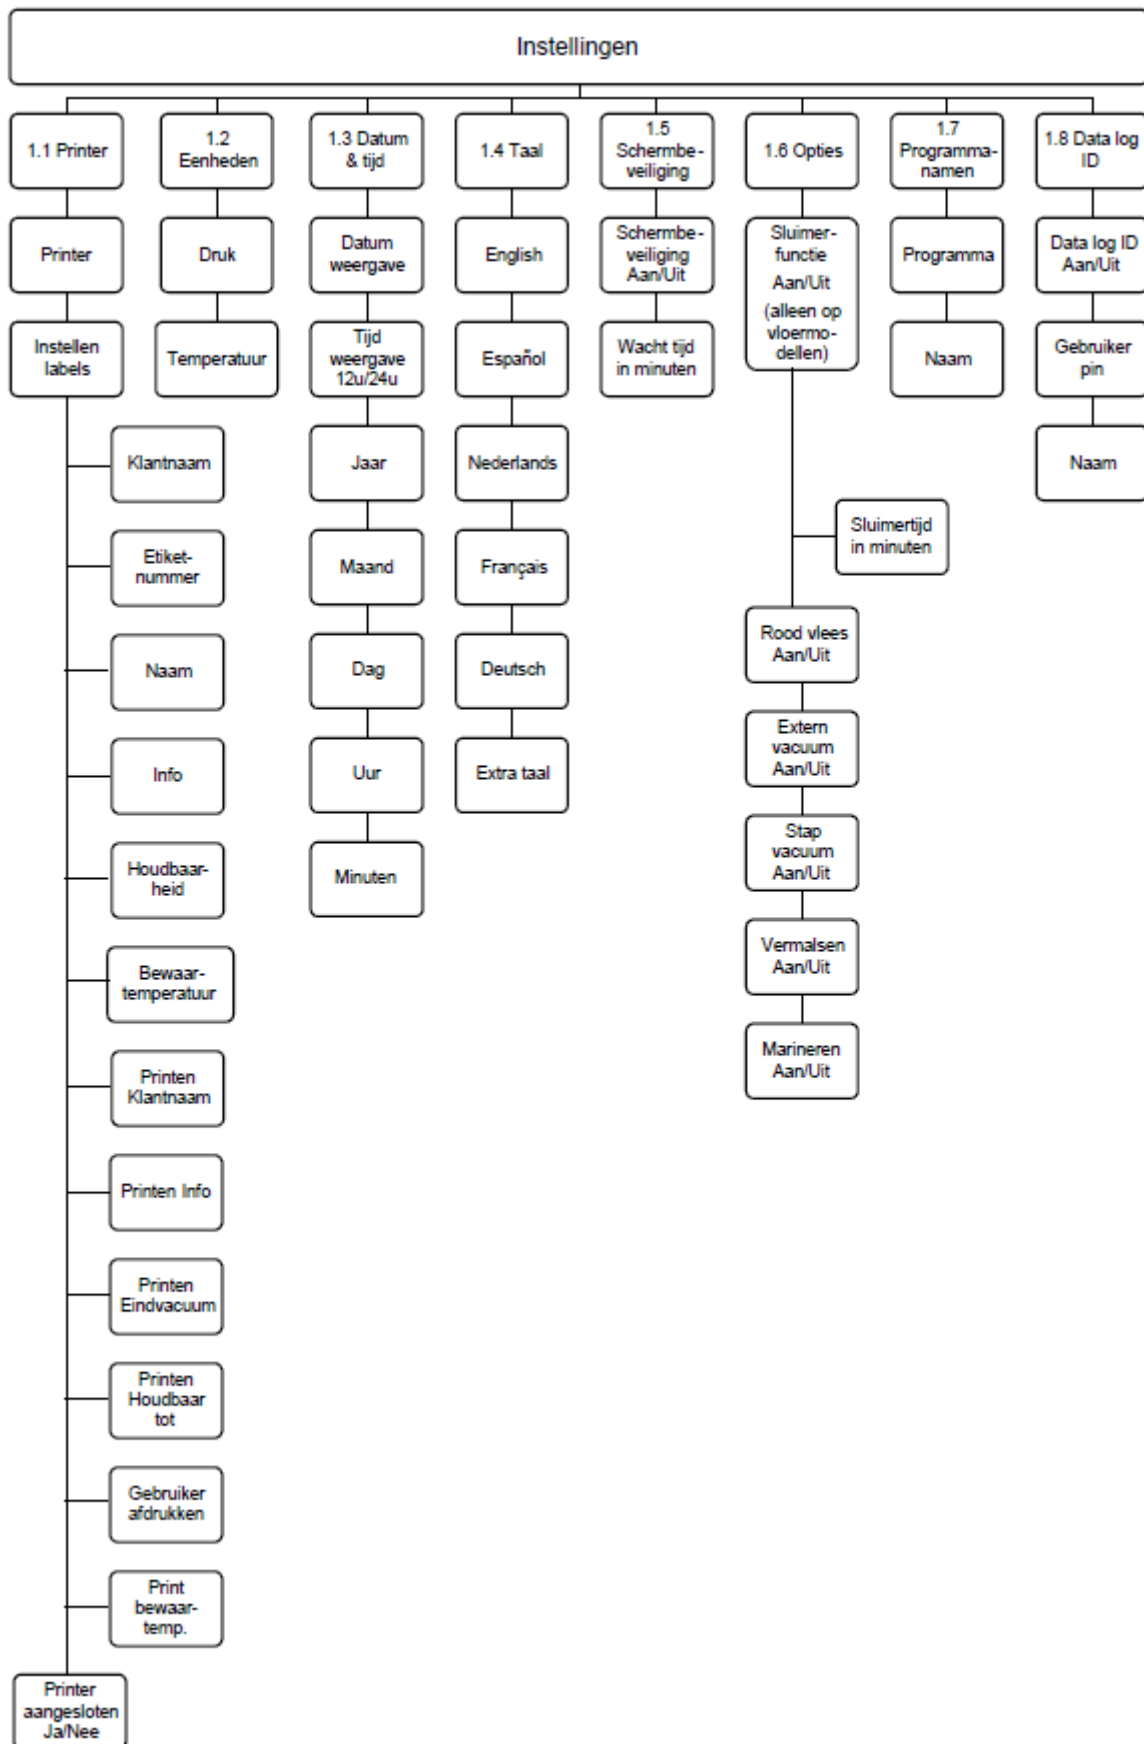 Instellingen
1.1 Printer
Printer
Instellen
labels
Klantnaam
Etiket-
nummer
Naam
Info
Houdbaar-
heid
Bewaar-
temperatuur
Printen
Klantnaam
Printen Info
Printen
Eindvacuum
Printen
Houdbaar
tot
Gebruiker
afdrukken
Print
bewaar-
temp.
Printer
aangesloten
Ja/Nee
1.2
Eenheden
Druk
Temperatuur
1.3 Datum
& tijd
Datum
weergave
Tijd
weergave
12u/24u
Jaar
Maand
Dag
Uur
Minuten
1.4 Taal
English
Español
Nederlands
Français
Deutsch
Extra taal
1.5
Schermbe-
veiliging
Schermbe-
veiliging
Aan/Uit
Wacht tijd
in minuten
1.6 Opties
Sluimer-
functie
Aan/Uit
(alleen op
vloermo-
dellen)
Sluimertijd
in minuten
Rood vlees
Aan/Uit
Extern
vacuum
Aan/Uit
Stap
vacuum
Aan/Uit
Vermalsen
Aan/Uit
Marineren
Aan/Uit
1.7
Programma-
namen
Programma
Naam
1.8 Data log
ID
Data log ID
Aan/Uit
Gebruiker
pin
Naam